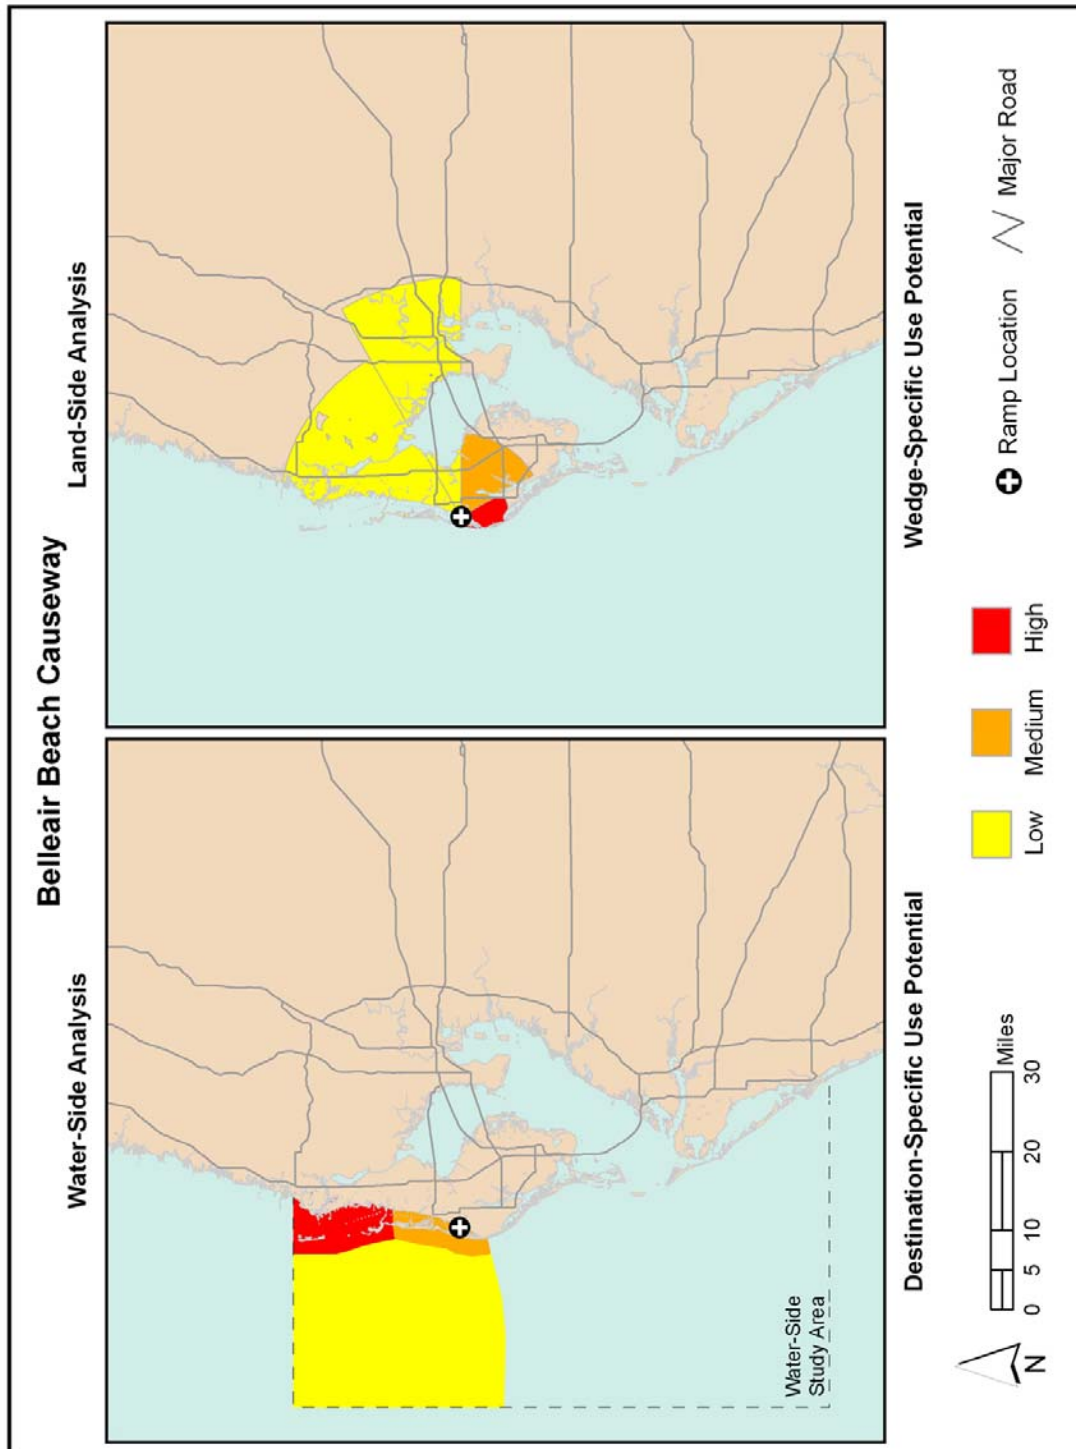 Belleair Beach Causeway
Water-Side Analysis
Land-Side Analysis
Water-Side
Study Area
Destination-Specific Use Potential
Wedge-Specific Use Potential
N
0 5 10 20 30
Miles
Low
Medium
High
Ramp Location
Major Road